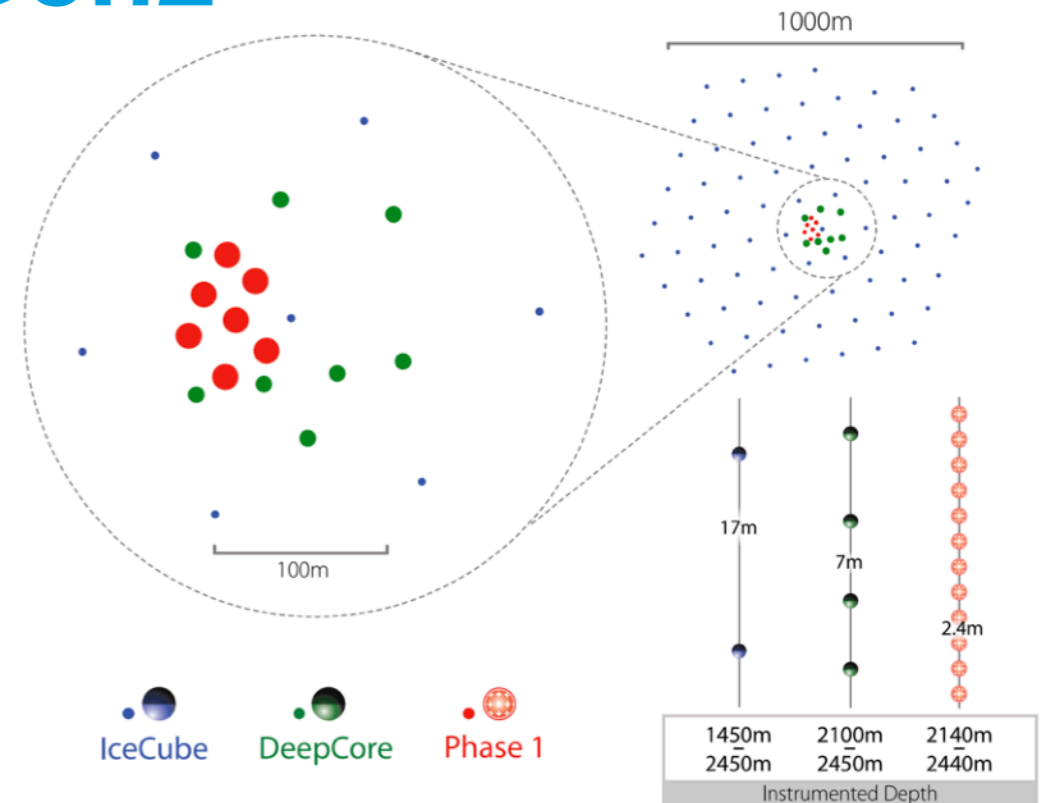 1000m
100m
17m
7m
2.4m
IceCube
DeepCore
Phase 1
1450m
2100m
2140m
–
–
–
2450m
2450m
2440m
Instrumented Depth